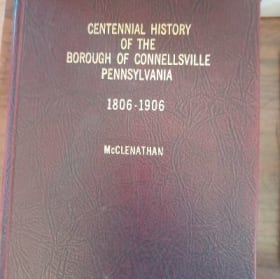 CENTENNIAL HISTORY
OF THE
BOROUGH OF CONNELLSVILLE
PENNSYLVANIA
1806-1906
McCLENATHAN